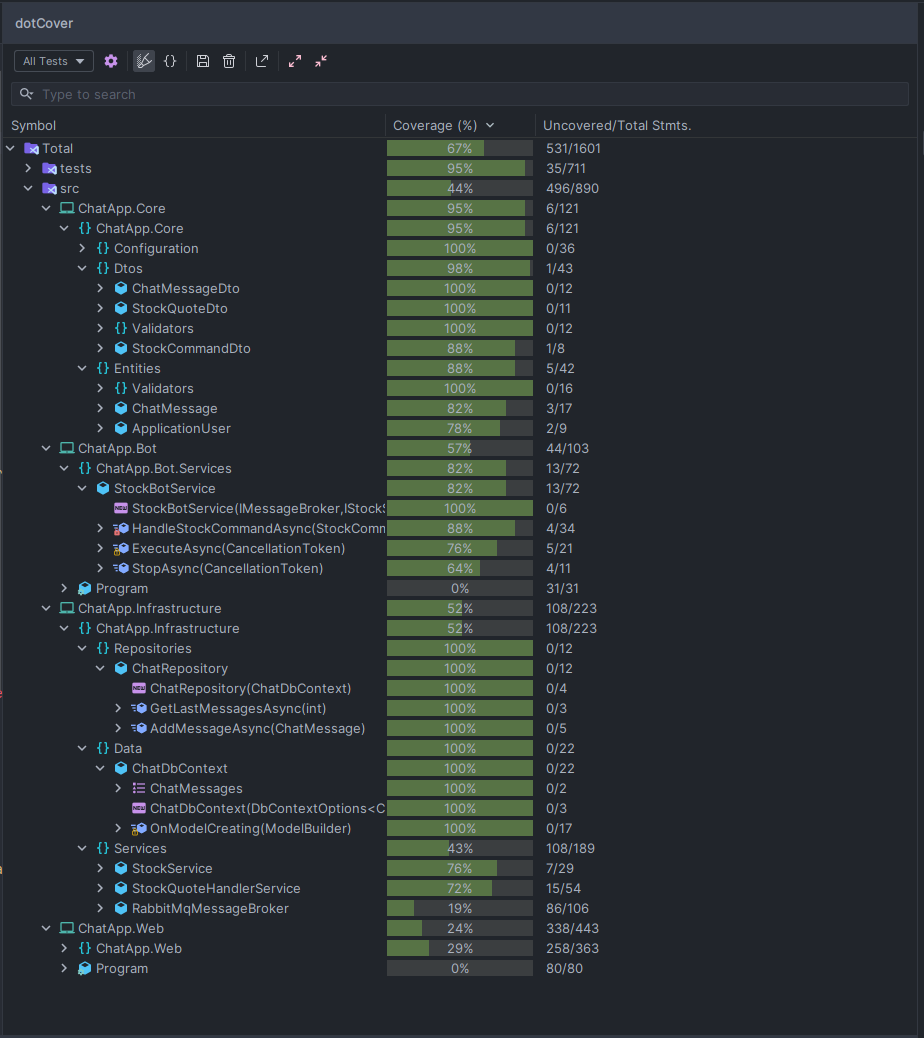 dotCover
All Tests
Type to search
Symbol Coverage (%) Uncovered/Total Stmts.
Total 67% 531/1601
tests 95% 35/711
src 44% 496/890
ChatApp.Core 95% 6/121
{} ChatApp.Core 95% 6/121
{} Configuration 100% 0/36
{} Dtos 98% 1/43
ChatMessageDto 100% 0/12
StockQuoteDto 100% 0/11
{} Validators 100% 0/12
StockCommandDto 88% 1/8
{} Entities 88% 5/42
{} Validators 100% 0/16
ChatMessage 82% 3/17
ApplicationUser 78% 2/9
ChatApp.Bot 57% 44/103
{} ChatApp.Bot.Services 82% 13/72
StockBotService 82% 13/72
NEW StockBotService(IMessageBroker,IStockS 100% 0/6
HandleStockCommandAsync(StockComm 88% 4/34
ExecuteAsync(CancellationToken) 76% 5/21
StopAsync(CancellationToken) 64% 4/11
Program 0% 31/31
ChatApp.Infrastructure 52% 108/223
{} ChatApp.Infrastructure 52% 108/223
{} Repositories 100% 0/12
ChatRepository 100% 0/12
NEW ChatRepository(ChatDbContext) 100% 0/4
GetLastMessagesAsync(int) 100% 0/3
AddMessageAsync(ChatMessage) 100% 0/5
{} Data 100% 0/22
ChatDbContext 100% 0/22
ChatMessages 100% 0/2
NEW ChatDbContext(DbContextOptions<C 100% 0/3
OnModelCreating(ModelBuilder) 100% 0/17
{} Services 43% 108/189
StockService 76% 7/29
StockQuoteHandlerService 72% 15/54
RabbitMqMessageBroker 19% 86/106
ChatApp.Web 24% 338/443
{} ChatApp.Web 29% 258/363
Program 0% 80/80